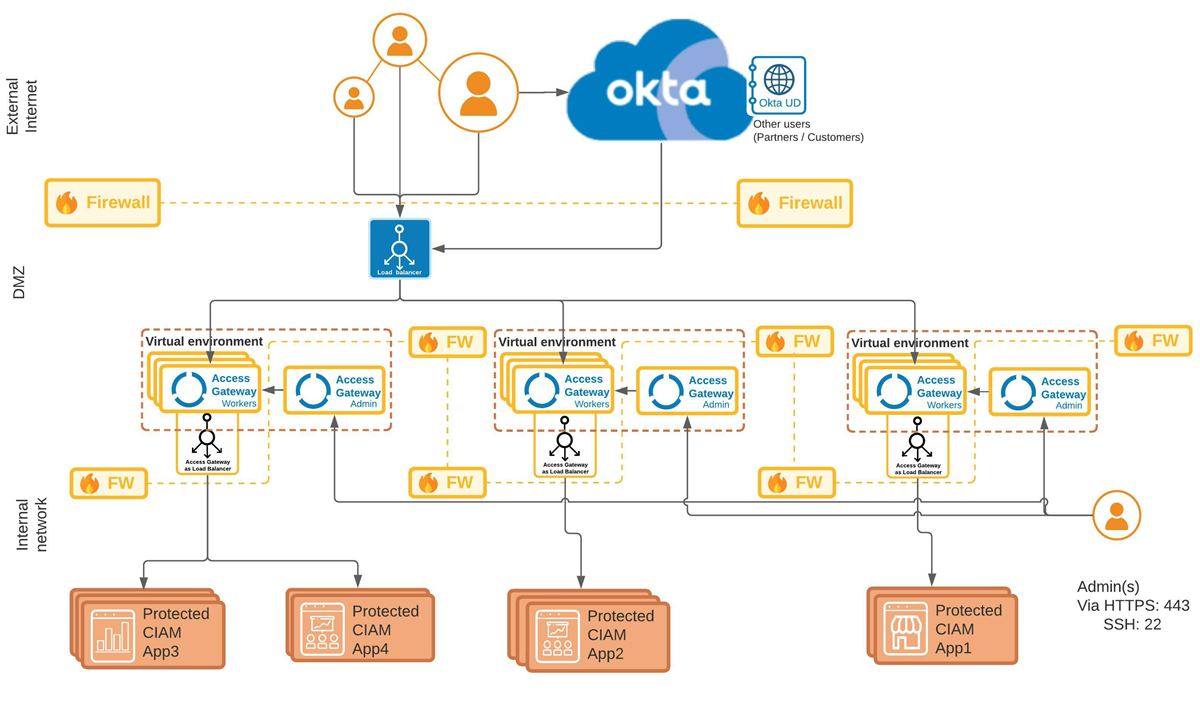 External
Internet
okta
Okta UD
Other users
(Partners / Customers)
Firewall
Firewall
Load balancer
DMZ
Virtual environment
FW
Virtual environment
FW
Virtual environment
FW
Access
Gateway
Workers
Access
Gateway
Admin
Access
Gateway
Workers
Access
Gateway
Admin
Access
Gateway
Workers
Access
Gateway
Admin
Access Gateway
as Load Balancer
Access Gateway
as Load Balancer
Access Gateway
as Load Balancer
FW
FW
FW
Internal
network
Admin(s)
Via HTTPS: 443
SSH: 22
Protected
CIAM
App3
Protected
CIAM
App4
Protected
CIAM
App2
Protected
CIAM
App1